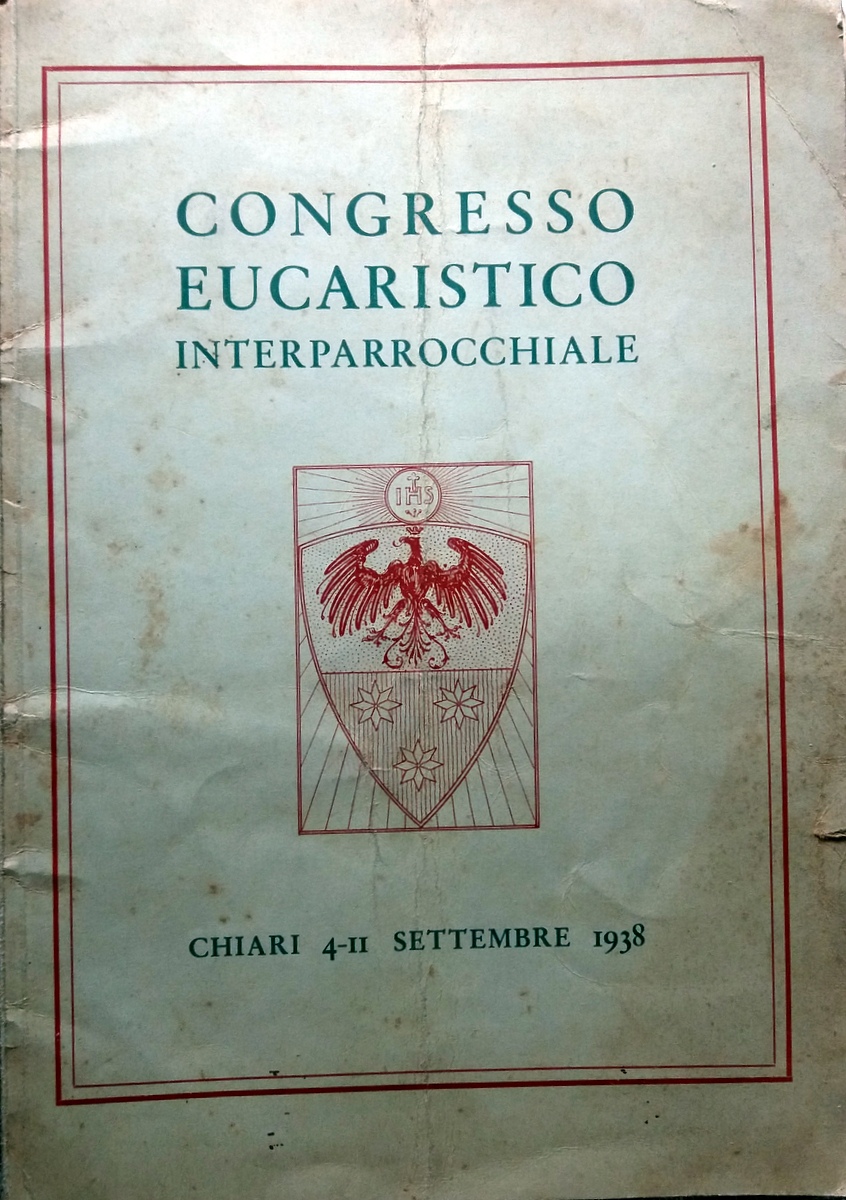 CONGRESSO
EUCARISTICO
INTERPARROCCHIALE
IHS
CHIARI 4-11 SETTEMBRE 1938